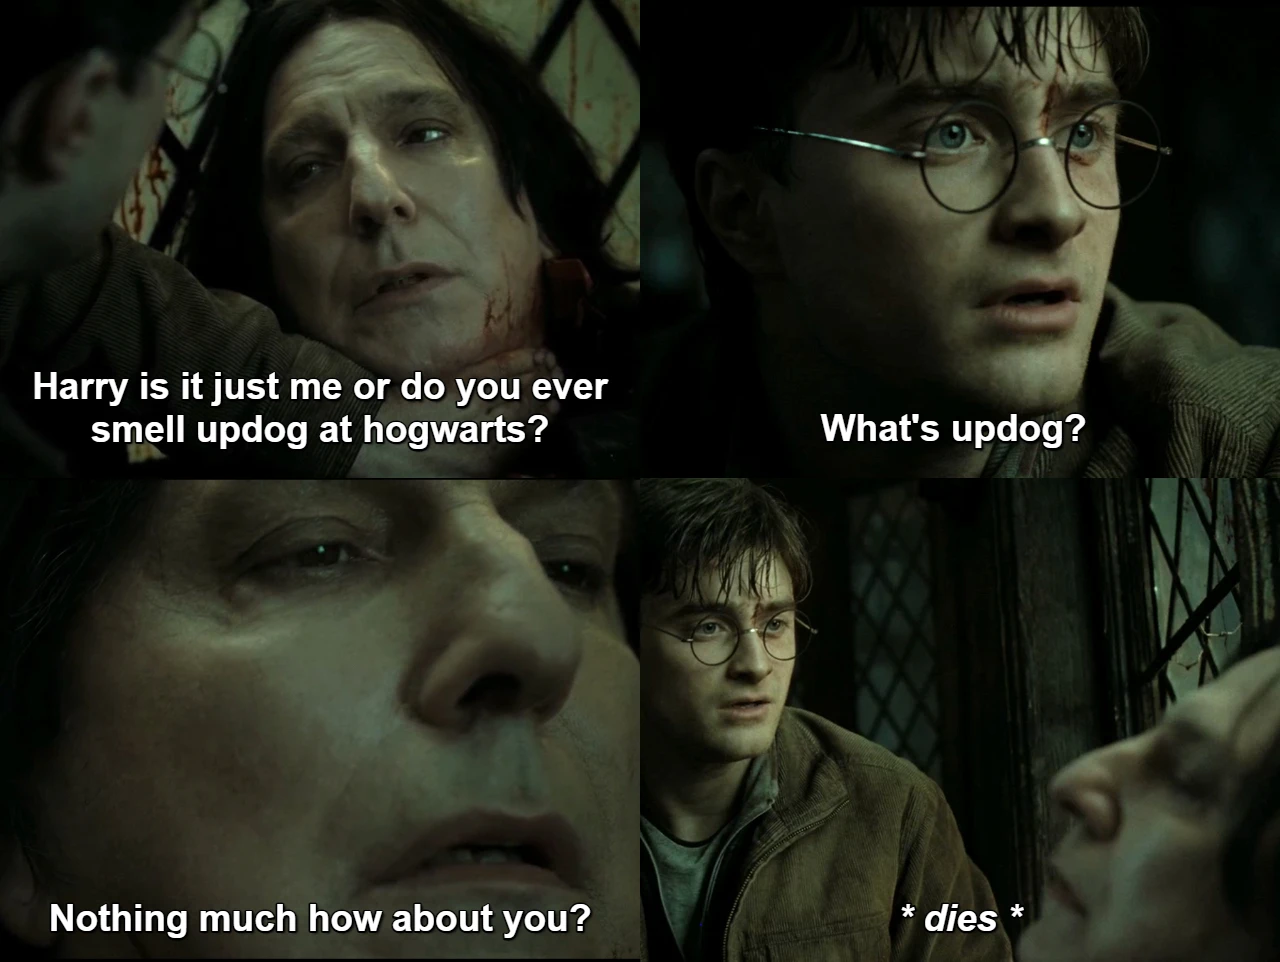 Harry is it just me or do you ever
smell updog at hogwarts?
What's updog?
Nothing much how about you?
* dies *